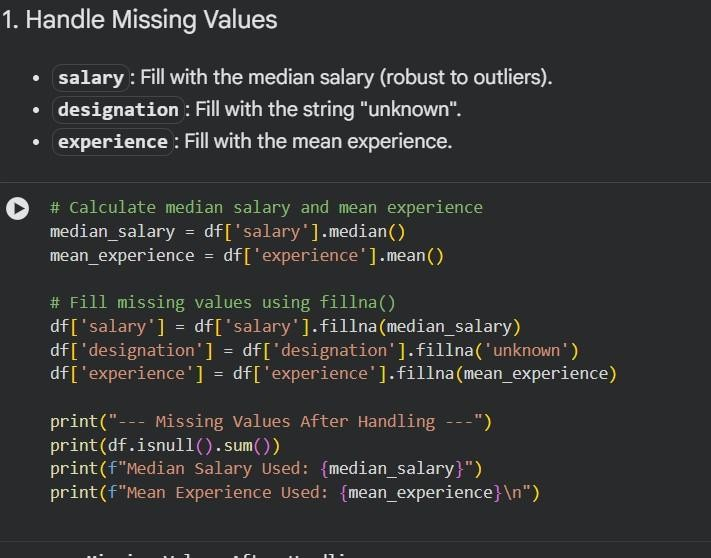 1. Handle Missing Values
• salary: Fill with the median salary (robust to outliers).
• designation: Fill with the string "unknown".
• experience: Fill with the mean experience.
# Calculate median salary and mean experience
median_salary = df['salary'].median()
mean_experience = df['experience'].mean()
# Fill missing values using fillna()
df['salary'] = df['salary'].fillna(median_salary)
df['designation'] = df['designation'].fillna('unknown')
df['experience'] = df['experience'].fillna(mean_experience)
print("--- Missing Values After Handling ---")
print(df.isnull().sum())
print(f"Median Salary Used: {median_salary}")
print(f"Mean Experience Used: {mean_experience}\n")